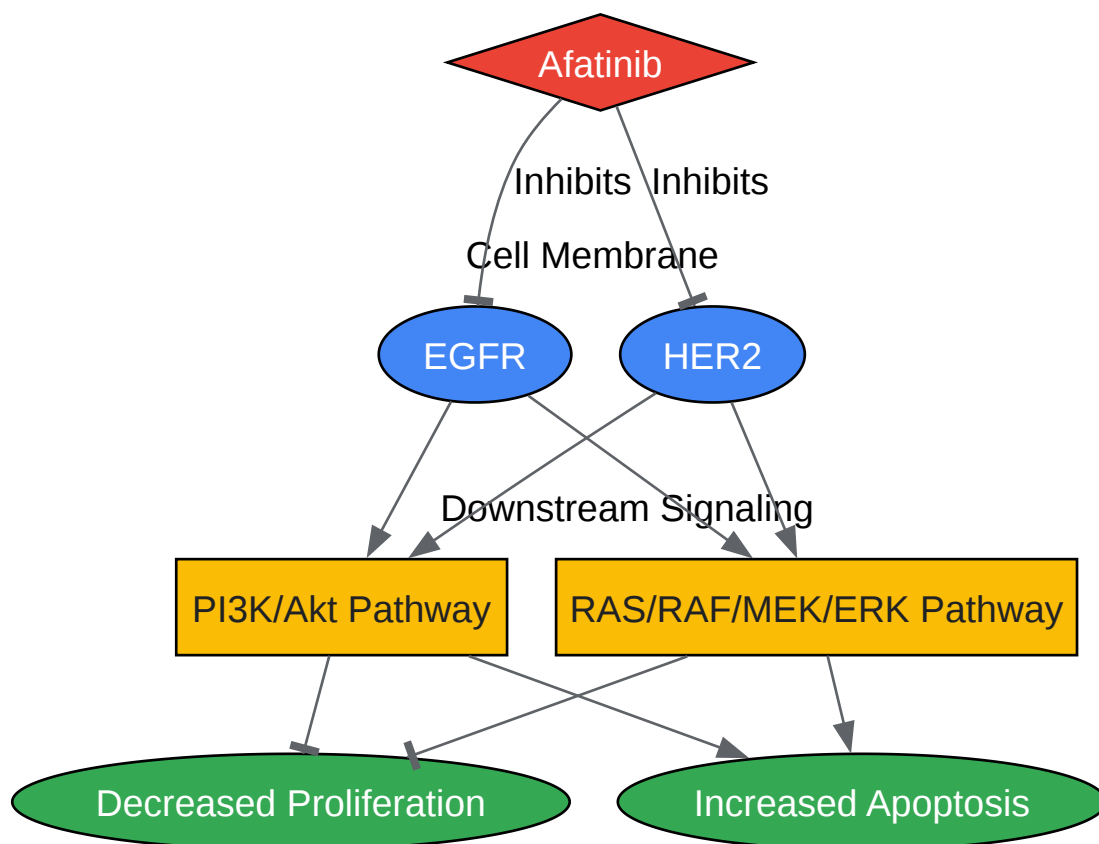 Afatinib
Inhibits Inhibits
Cell Membrane
EGFR HER2
Downstream Signaling
PI3K/Akt Pathway RAS/RAF/MEK/ERK Pathway
Decreased Proliferation Increased Apoptosis